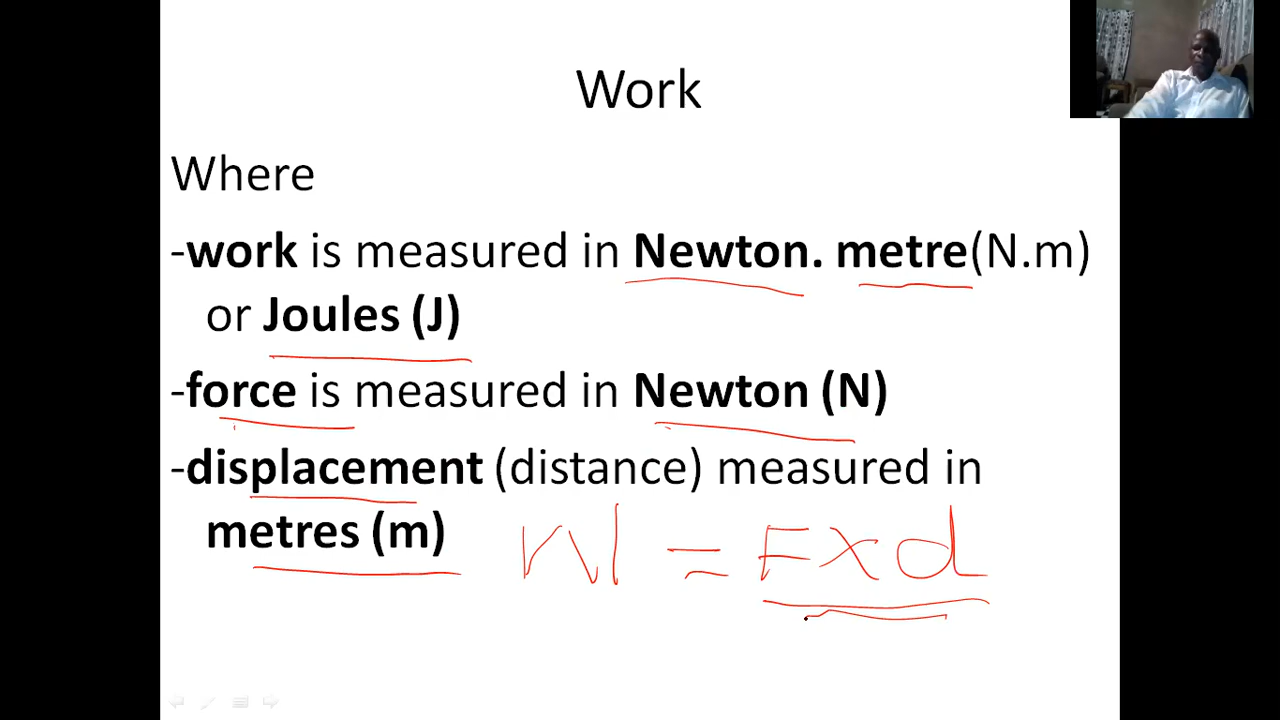 Work
Where
-work is measured in Newton. metre(N.m)
or Joules (J)
-force is measured in Newton (N)
-displacement (distance) measured in
metres (m)
W = F x d